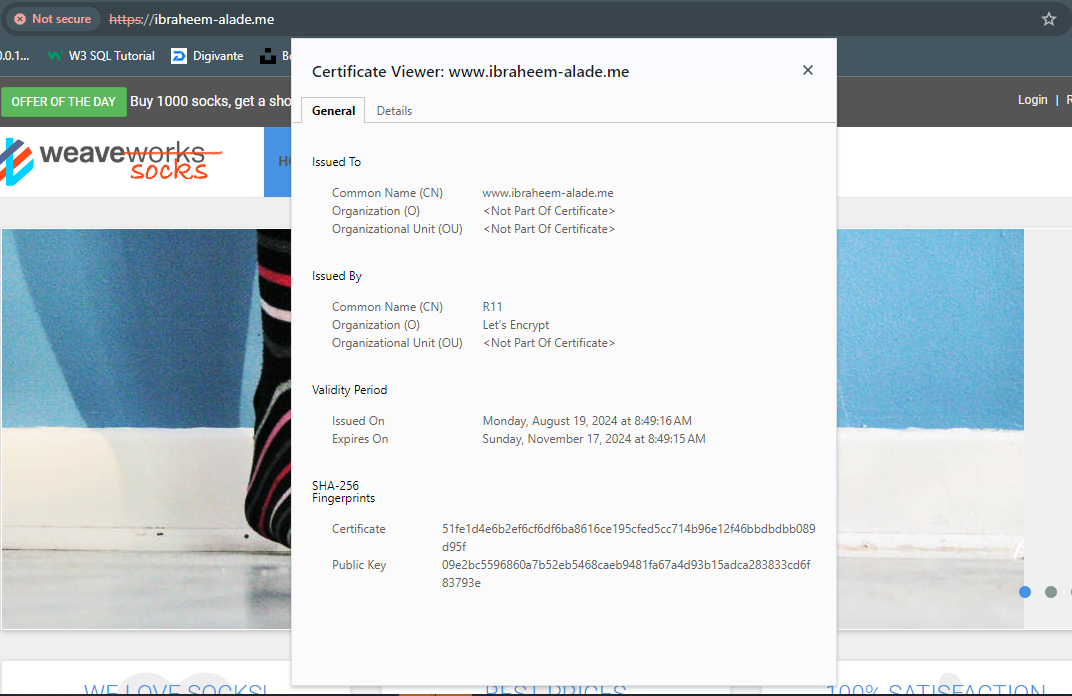 Not secure https://ibraheem-alade.me
0.0.1... W3 SQL Tutorial Digivante
Certificate Viewer: www.ibraheem-alade.me
OFFER OF THE DAY Buy 1000 socks, get a sho
Login |
General Details
weaveworks
socks
Issued To
Common Name (CN) www.ibraheem-alade.me
Organization (O) <Not Part Of Certificate>
Organizational Unit (OU) <Not Part Of Certificate>
Issued By
Common Name (CN) R11
Organization (O) Let's Encrypt
Organizational Unit (OU) <Not Part Of Certificate>
Validity Period
Issued On Monday, August 19, 2024 at 8:49:16 AM
Expires On Sunday, November 17, 2024 at 8:49:15 AM
SHA-256
Fingerprints
Certificate 51fe1d4e6b2ef6cf6df6ba8616ce195cfed5cc714b96e12f46bbdbdbb089
d95f
Public Key 09e2bc5596860a7b52eb5468caeb9481fa67a4d93b15adca283833cd6f
83793e
WE LOVE SOCKS! BEST PRICES 100% SATISFACTION